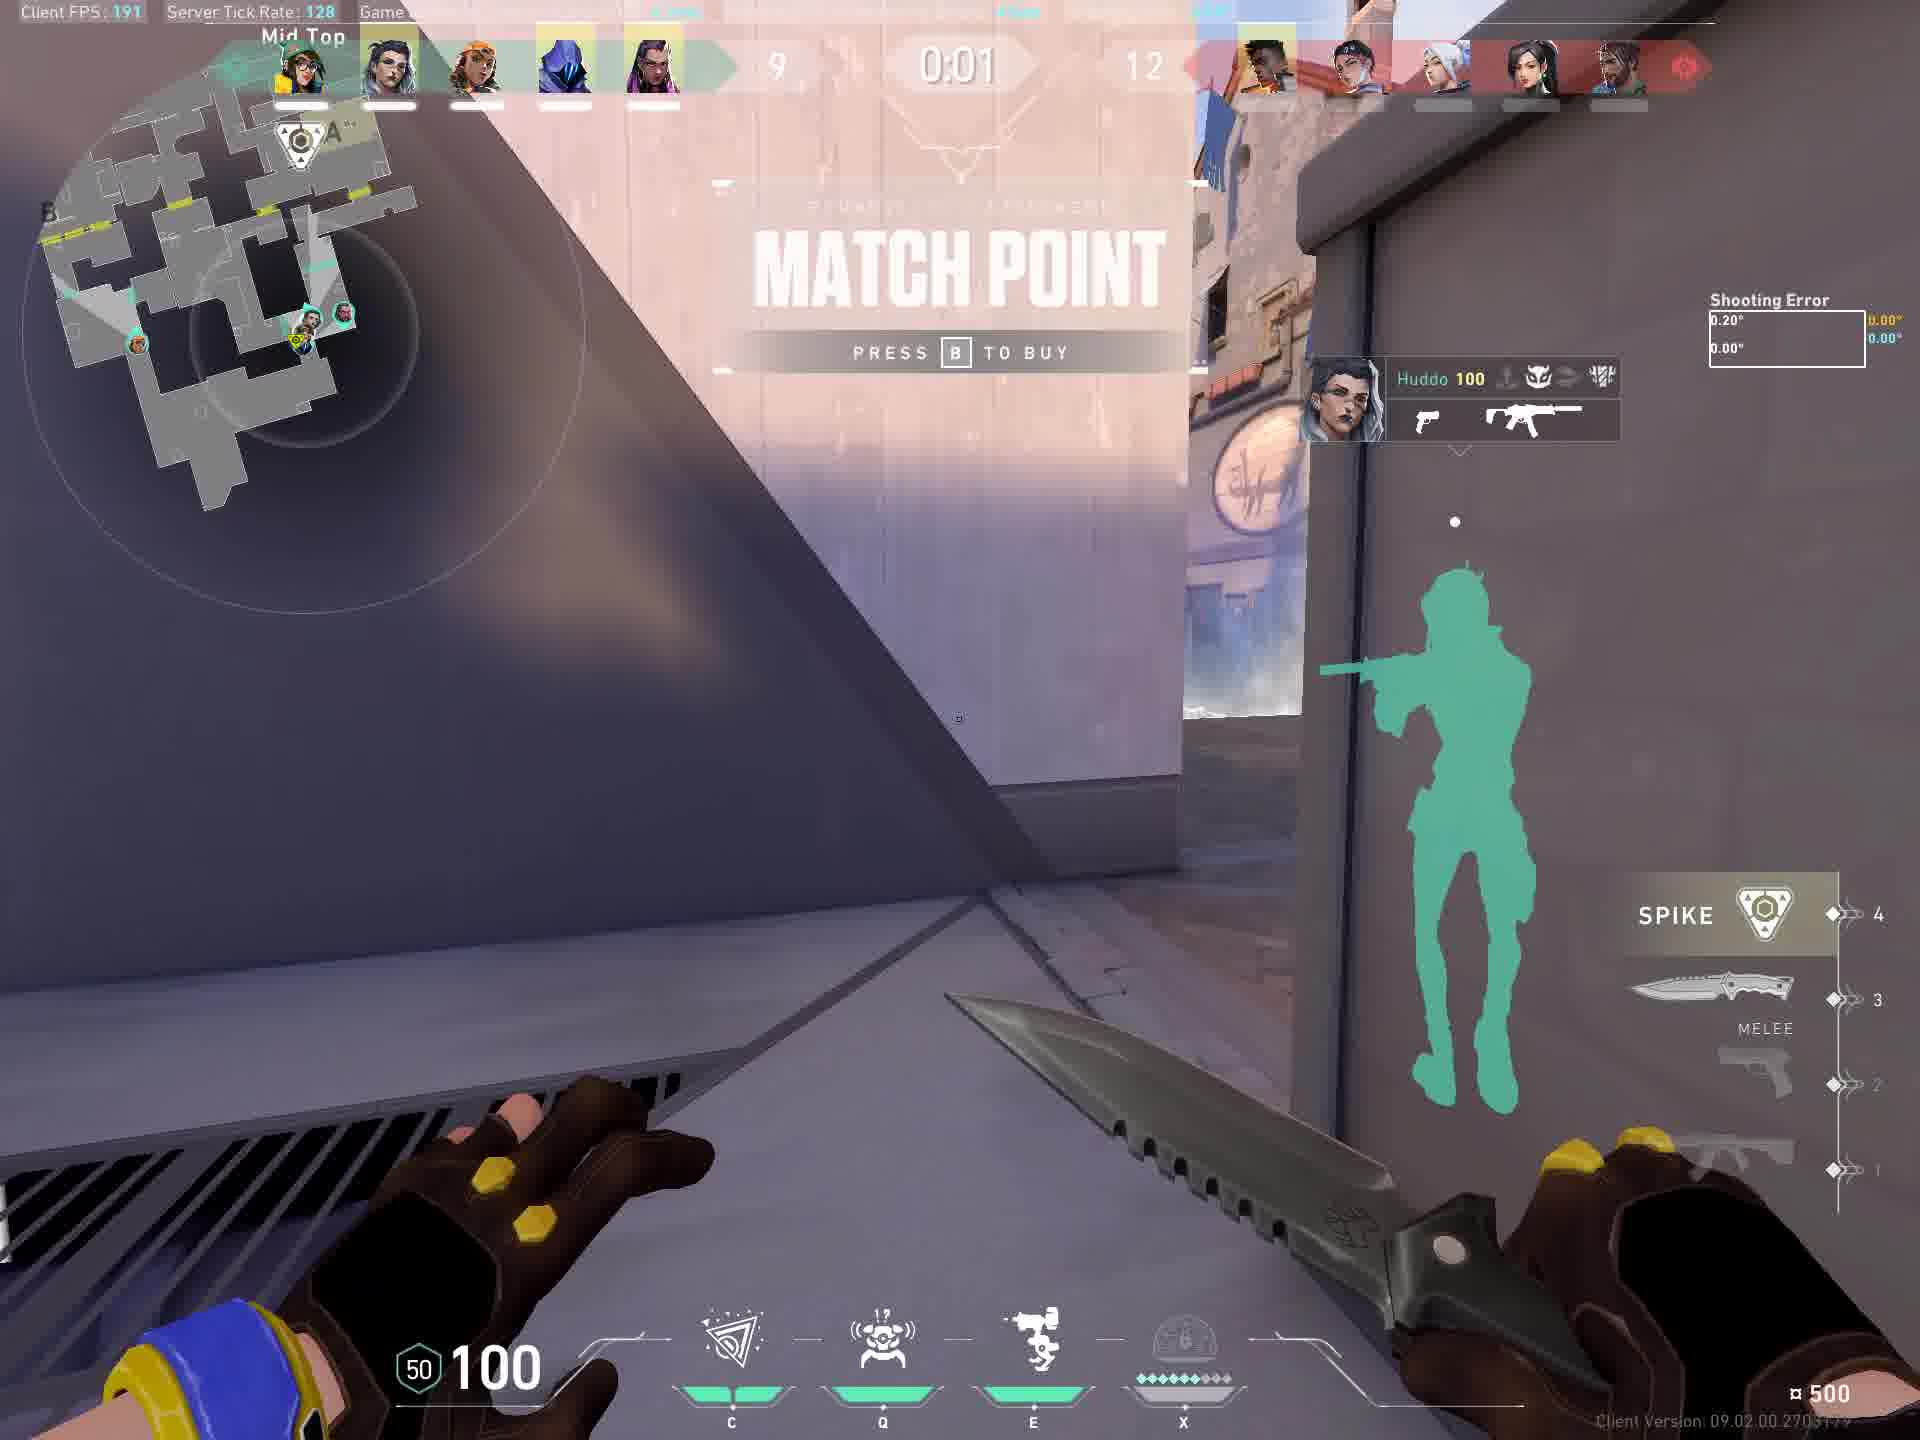 Client FPS: 191 Server Tick Rate: 128 Game
Mid Top
9 0:01 12
A
B
MATCH POINT
PRESS B TO BUY
Shooting Error
0.20° 0.00°
0.00°
0.00°
Huddo 100
SPIKE 4
3
MELEE
2
1
50 100
C Q E X
¤ 500
Client Version: 09.02.00.2703179